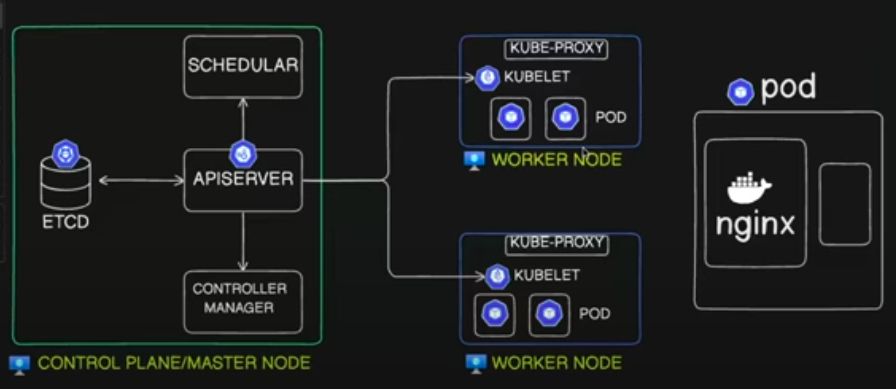 SCHEDULAR
APISERVER
ETCD
CONTROLLER
MANAGER
CONTROL PLANE/MASTER NODE
KUBE-PROXY
KUBELET
POD
WORKER NODE
KUBE-PROXY
KUBELET
POD
WORKER NODE
pod
nginx